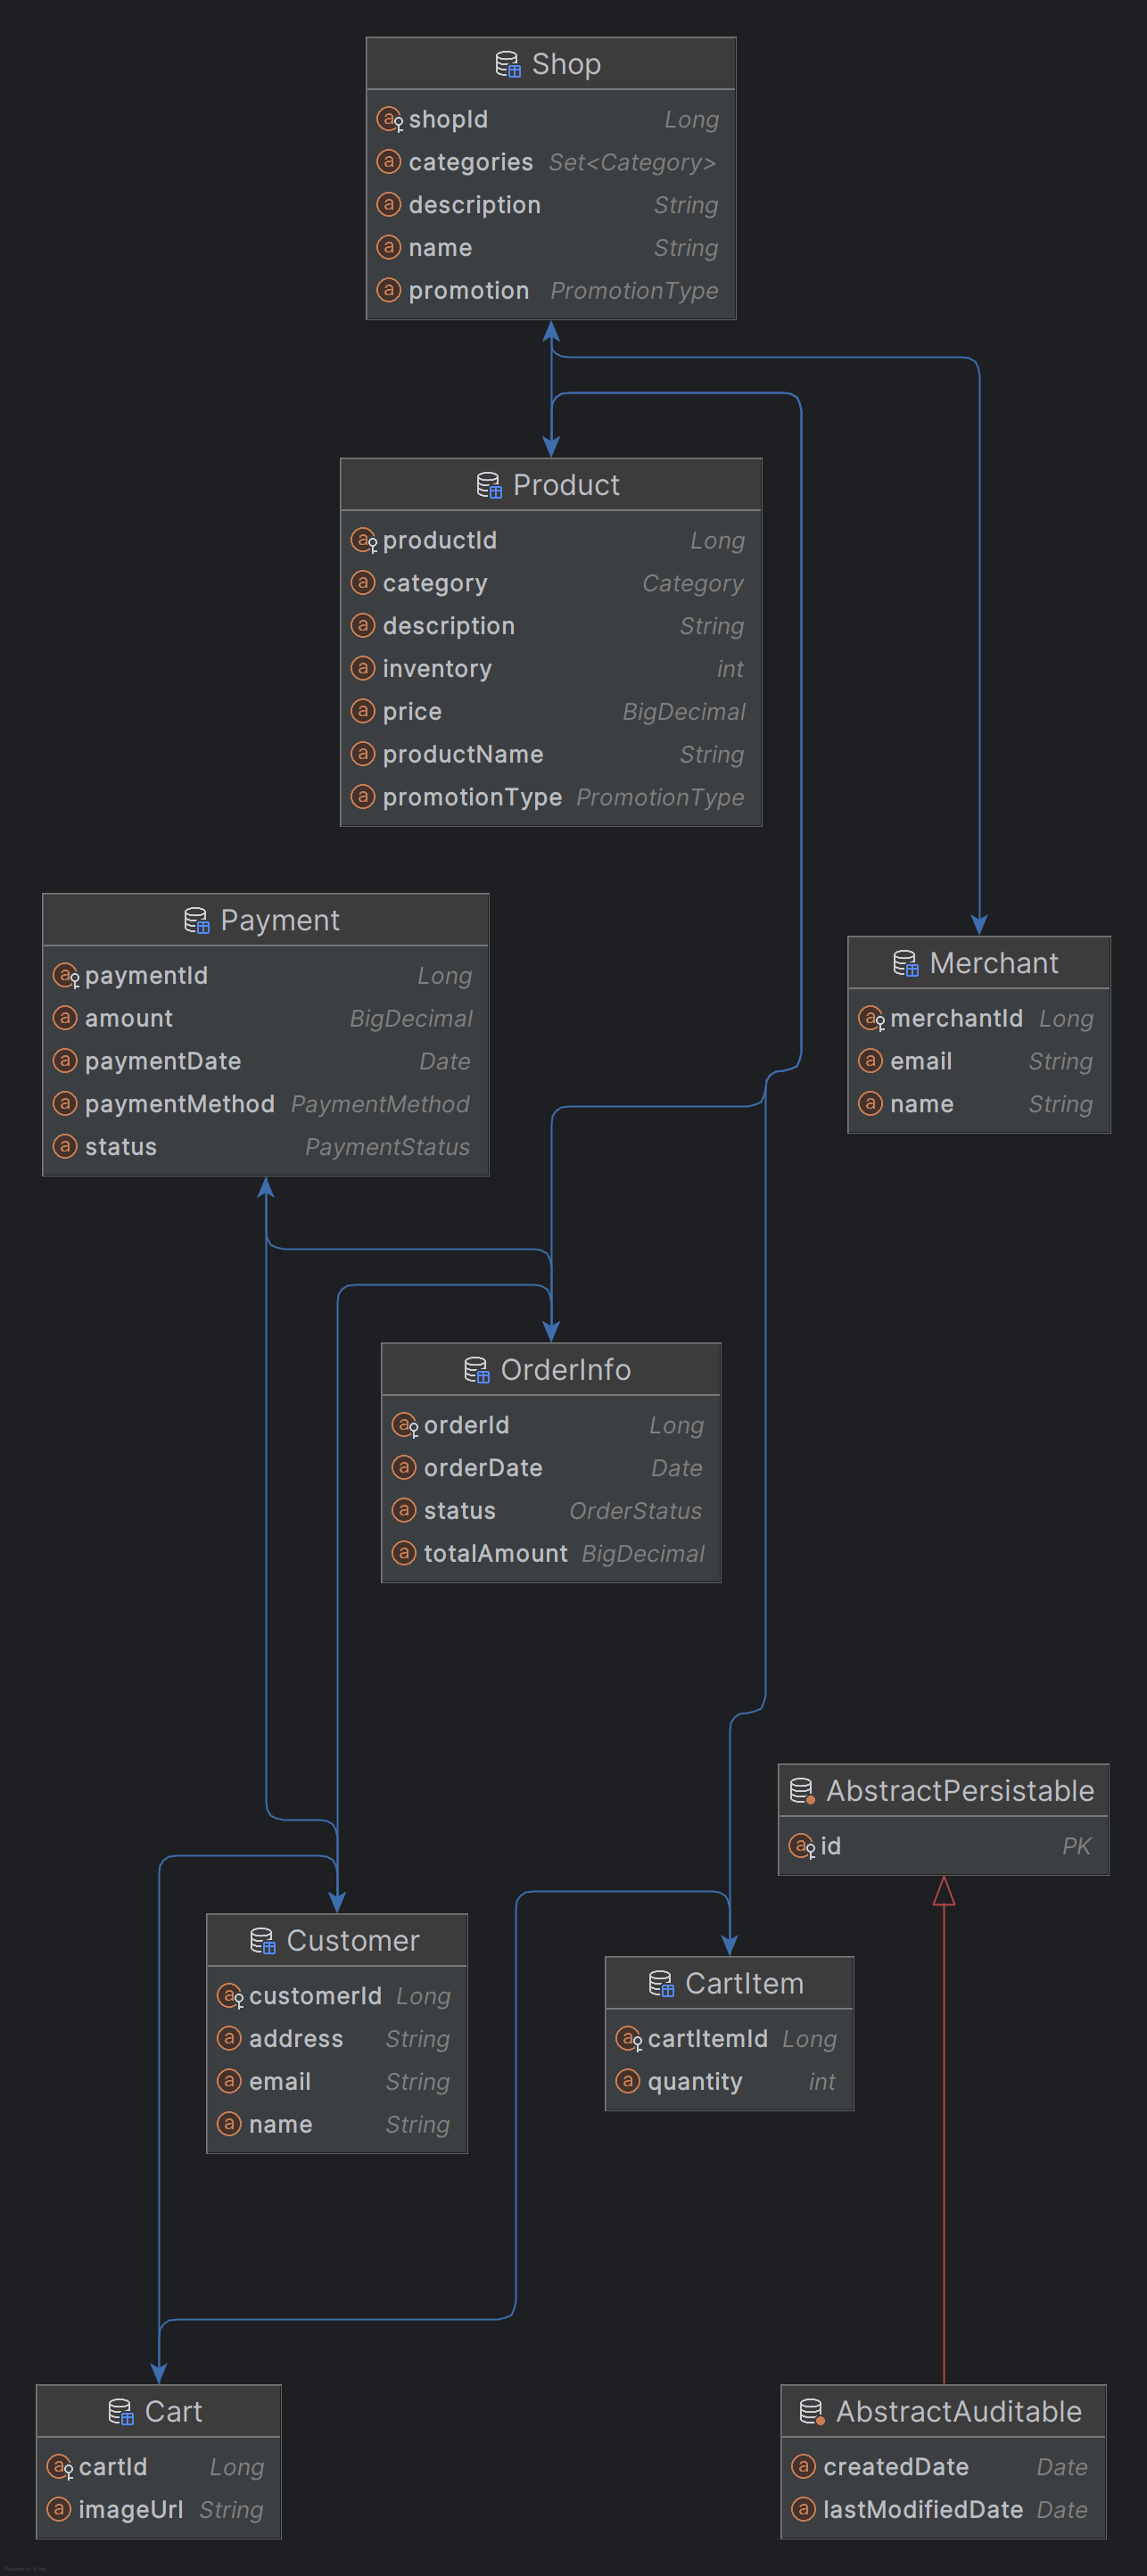 Shop
shopId Long
categories Set<Category>
description String
name String
promotion PromotionType
Product
productId Long
category Category
description String
inventory int
price BigDecimal
productName String
promotionType PromotionType
Payment
paymentId Long
amount BigDecimal
paymentDate Date
paymentMethod PaymentMethod
status PaymentStatus
Merchant
merchantId Long
email String
name String
OrderInfo
orderId Long
orderDate Date
status OrderStatus
totalAmount BigDecimal
AbstractPersistable
id PK
Customer
customerId Long
address String
email String
name String
CartItem
cartItemId Long
quantity int
Cart
cartId Long
imageUrl String
AbstractAuditable
createdDate Date
lastModifiedDate Date
Powered by yFiles